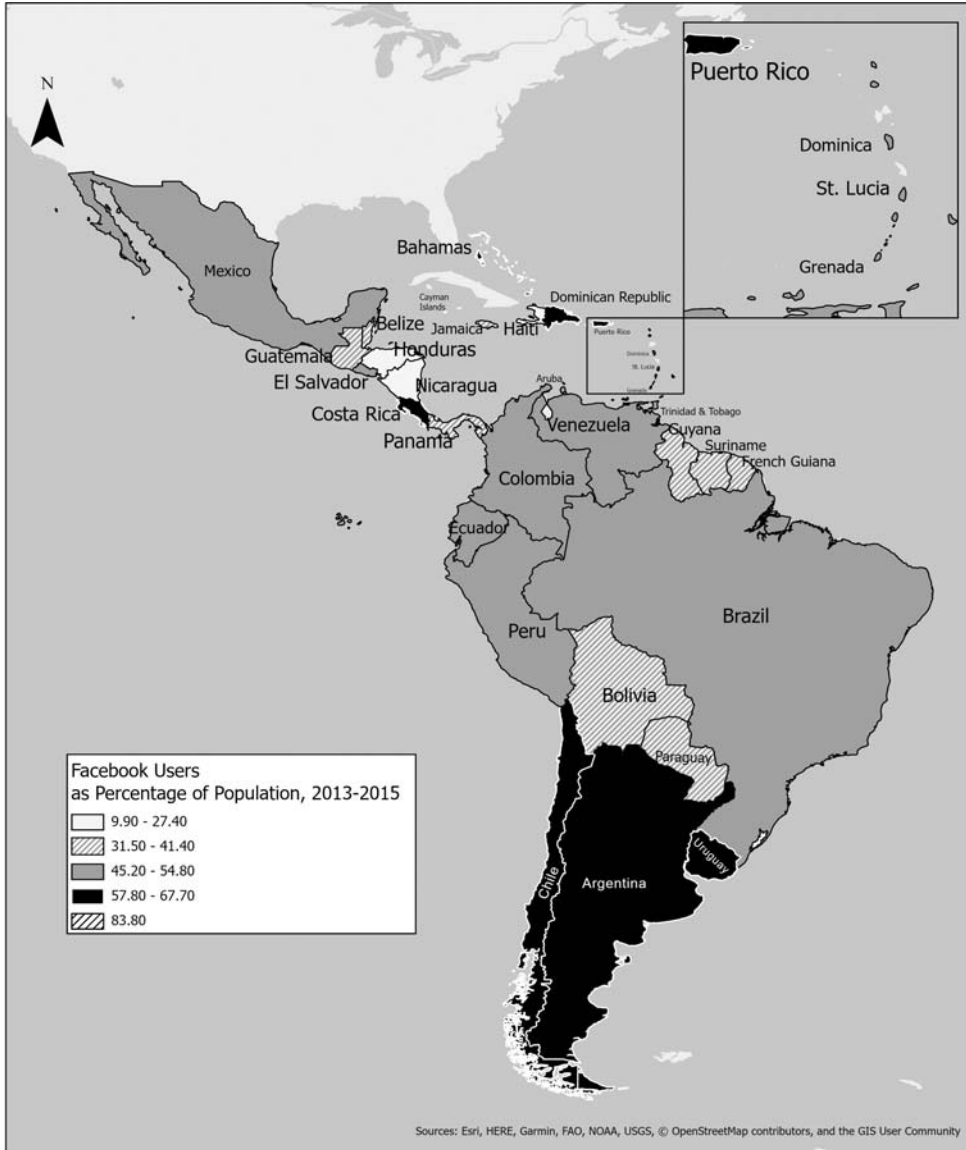 N
Puerto Rico
Dominica
St. Lucia
Grenada
Bahamas
Mexico
Cayman
Islands
Dominican Republic
Belize
Jamaica
Haiti
Puerto Rico
Guatemala
Honduras
Dominica
St. Lucia
El Salvador
Nicaragua
Aruba
Grenada
Costa Rica
Trinidad & Tobago
Panama
Venezuela
Guyana
Suriname
French Guiana
Colombia
Ecuador
Brazil
Peru
Bolivia
Paraguay
Uruguay
Chile
Argentina
Facebook Users
as Percentage of Population, 2013-2015
9.90 - 27.40
31.50 - 41.40
45.20 - 54.80
57.80 - 67.70
83.80
Sources: Esri, HERE, Garmin, FAO, NOAA, USGS, © OpenStreetMap contributors, and the GIS User Community